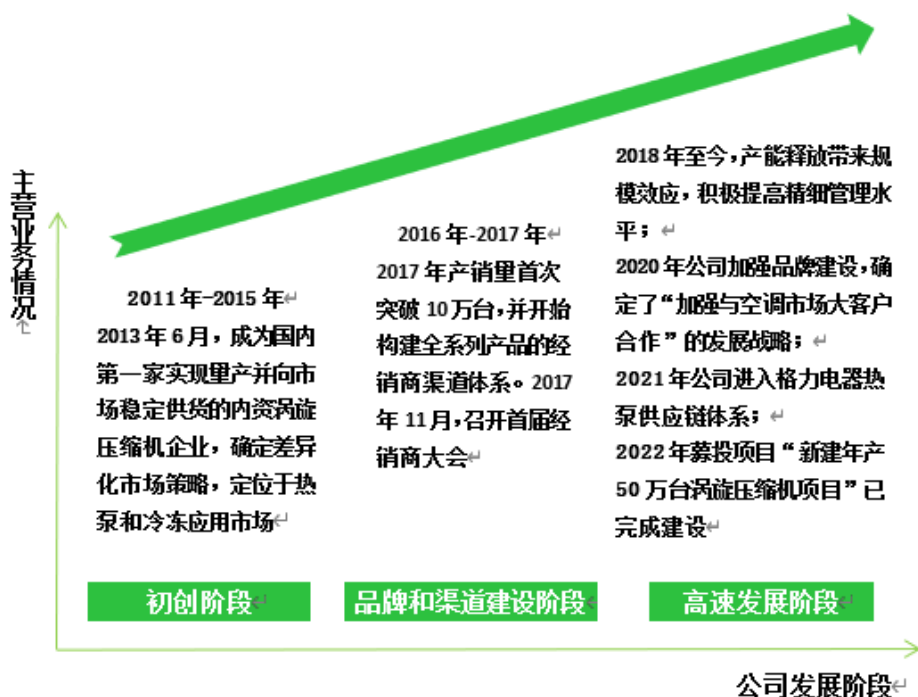 主营业务情况
2011年-2015年
2013年6月，成为国内
第一家实现量产并向市
场稳定供货的内资涡旋
压缩机企业，确定差异
化市场策略，定位于热
泵和冷冻应用市场
初创阶段
2016年-2017年
2017年产销量首次
突破10万台，并开始
构建全系列产品的经
销商渠道体系。2017
年11月，召开首届经
销商大会
品牌和渠道建设阶段
2018年至今，产能释放带来规
模效应，积极提高精细管理水
平；
2020年公司加强品牌建设，确
定了“加强与空调市场大客户
合作”的发展战略；
2021年公司进入格力电器热
泵供应链体系；
2022年募投项目“新建年产
50万台涡旋压缩机项目”已
完成建设
高速发展阶段
公司发展阶段